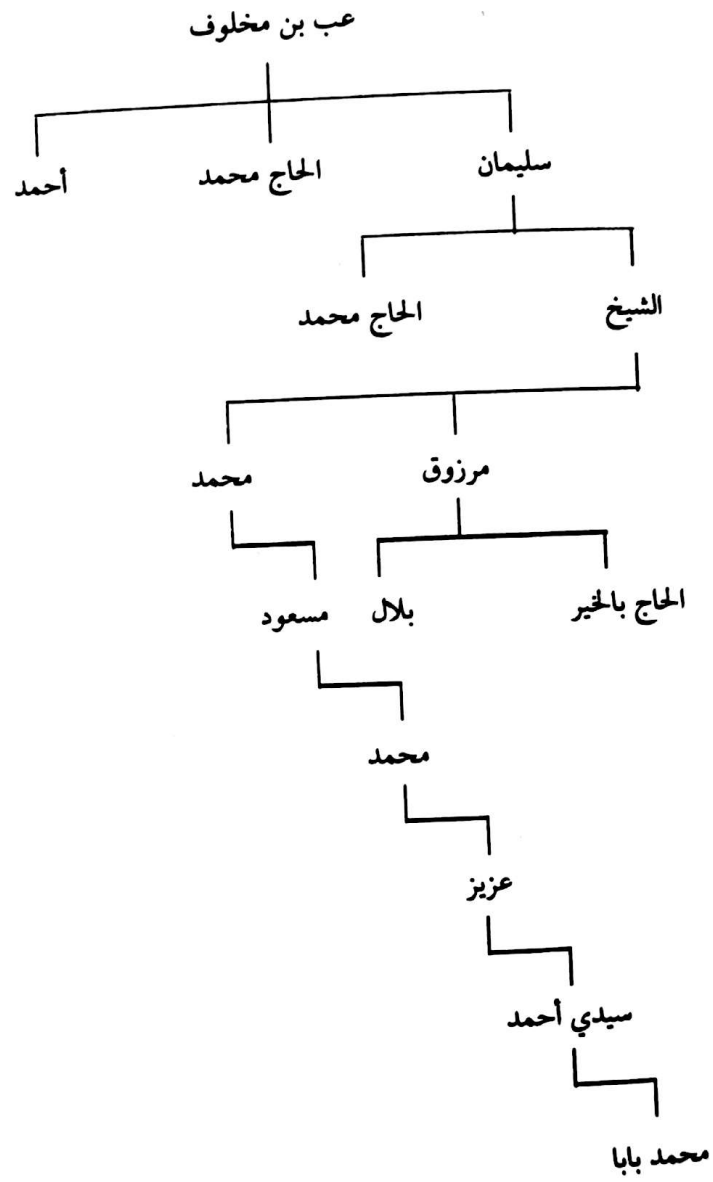 عب بن مخلوف
سليمان
الحاج محمد
أحمد
الشيخ
الحاج محمد
مرزوق
محمد
الحاج بالخير
بلال
مسعود
محمد
عزيز
سيدي أحمد
محمد بابا